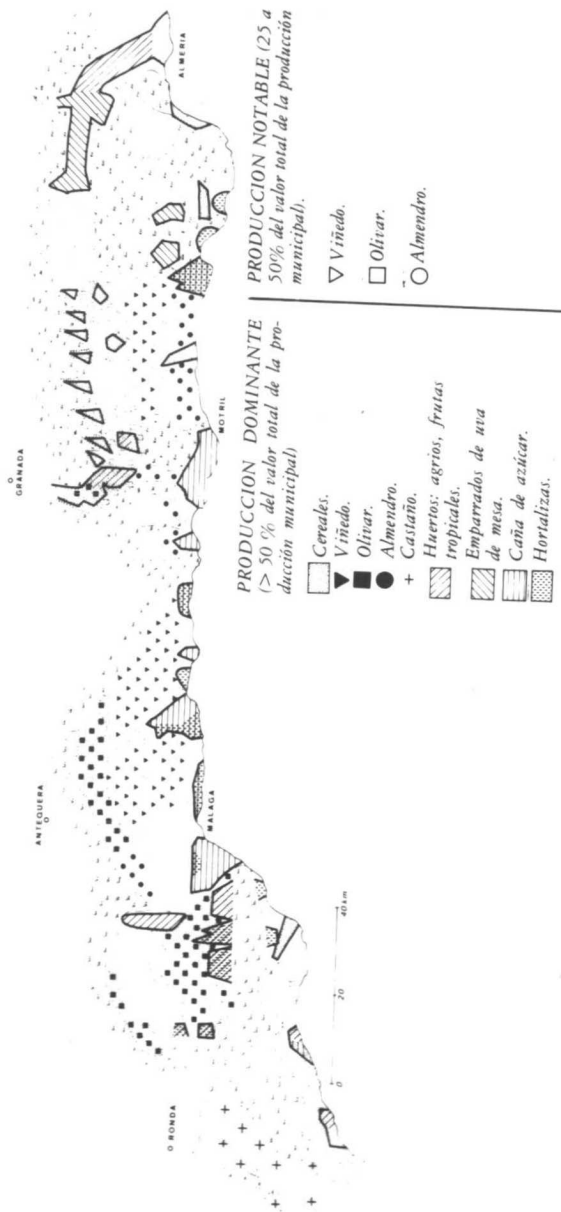 ALMERIA
GRANADA
MOTRIL
ANTEQUERA
MALAGA
RONDA
0 20 40 km
PRODUCCION DOMINANTE
(> 50 % del valor total de la pro-
ducción municipal)
Cereales.
Viñedo.
Olivar.
Almendro.
Castaño.
Huertos: agrios, frutas
tropicales.
Emparrados de uva
de mesa.
Caña de azúcar.
Hortalizas.
PRODUCCION NOTABLE (25 a
50% del valor total de la producción
municipal).
Viñedo.
Olivar.
Almendro.